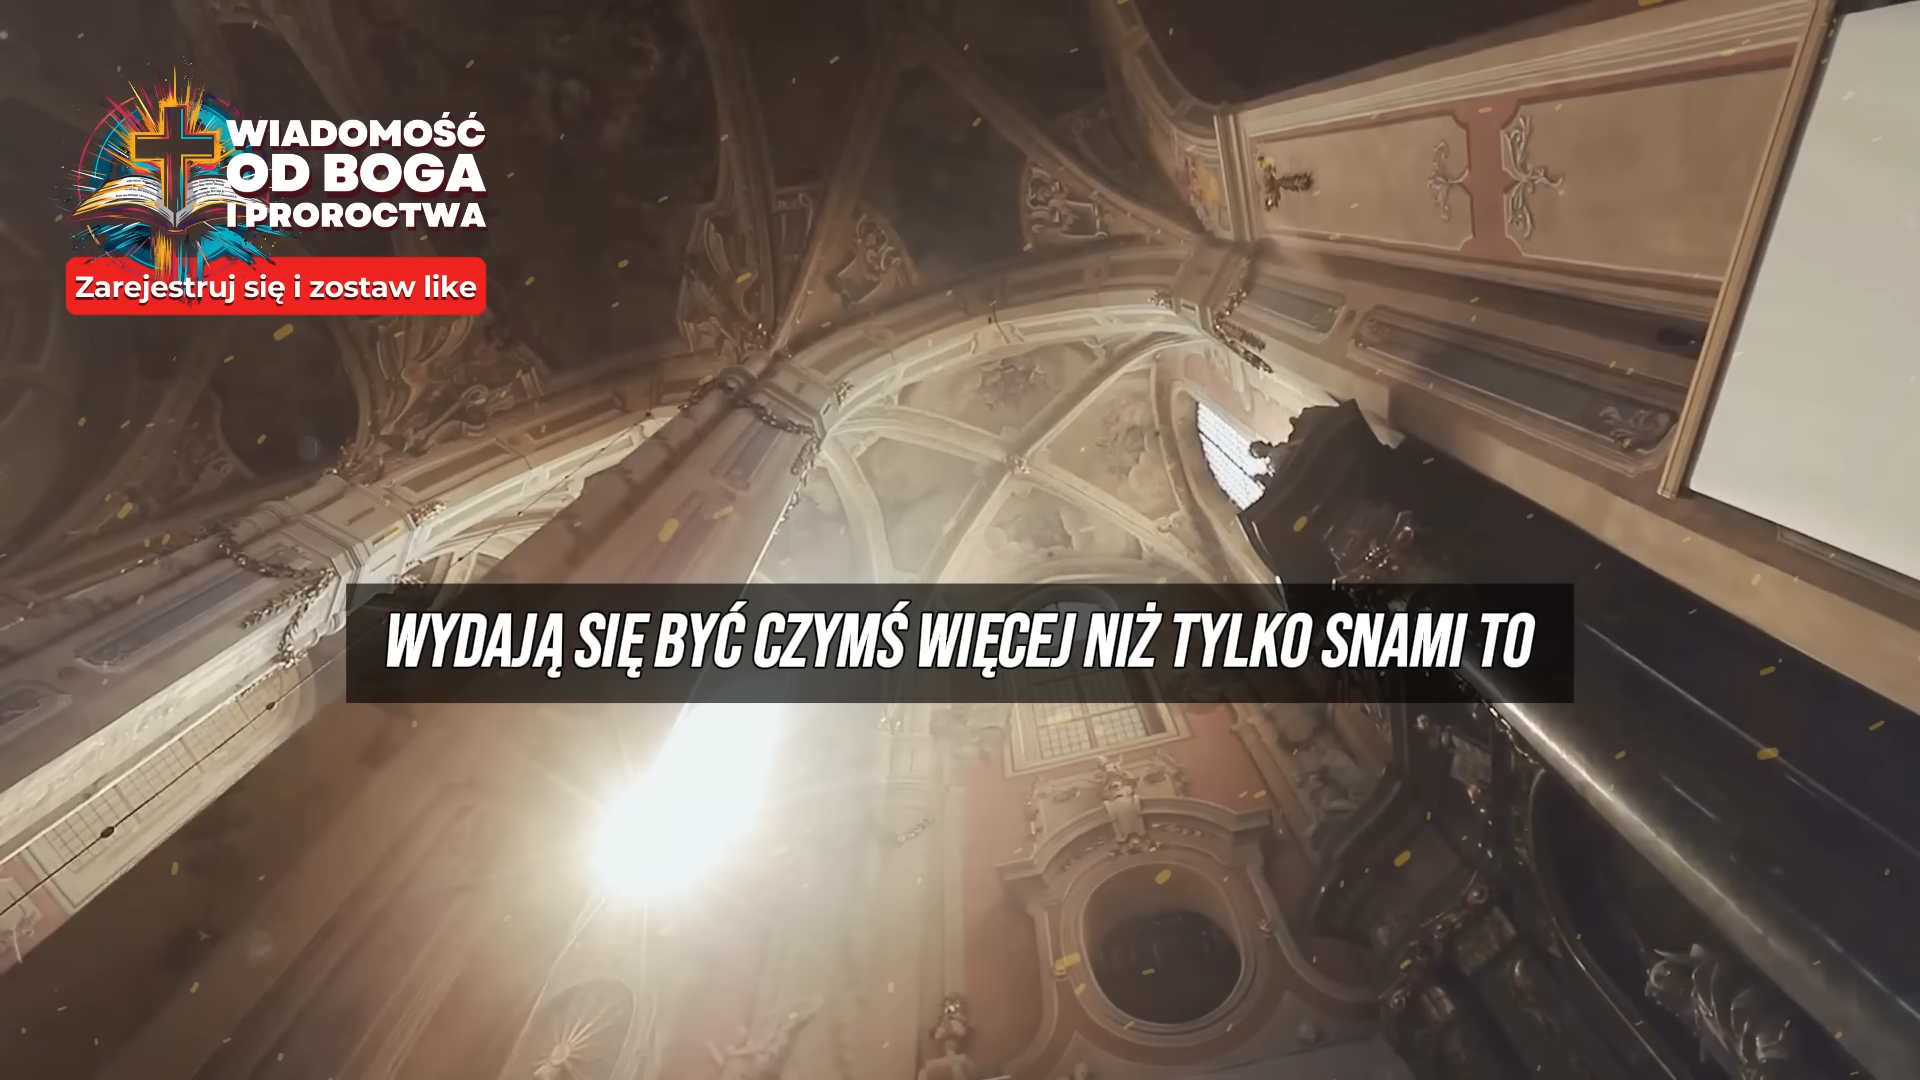 WIADOMOŚĆ
OD BOGA
I PROROCTWA
Zarejestruj się i zostaw like
WYDAJĄ SIĘ BYĆ CZYMŚ WIĘCEJ NIŻ TYLKO SNAMI TO